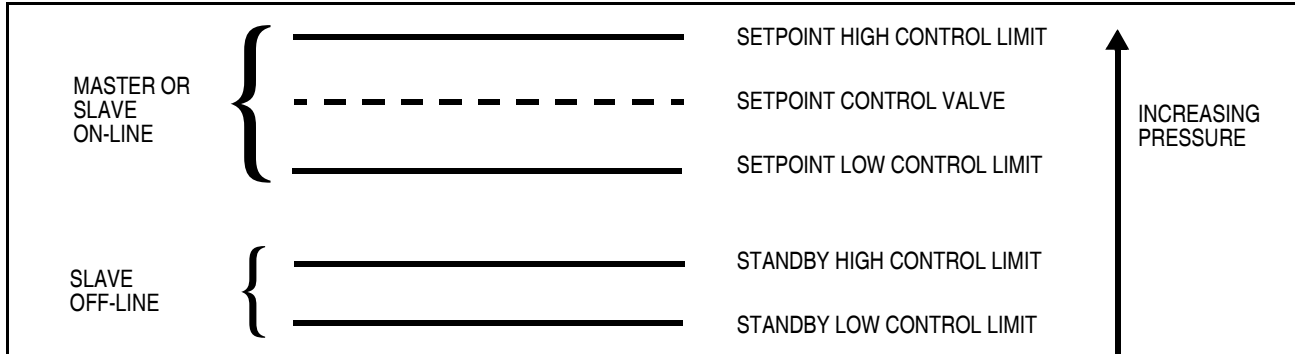 SETPOINT HIGH CONTROL LIMIT
MASTER OR
SLAVE
ON-LINE
SETPOINT CONTROL VALVE
INCREASING
PRESSURE
SETPOINT LOW CONTROL LIMIT
STANDBY HIGH CONTROL LIMIT
SLAVE
OFF-LINE
STANDBY LOW CONTROL LIMIT